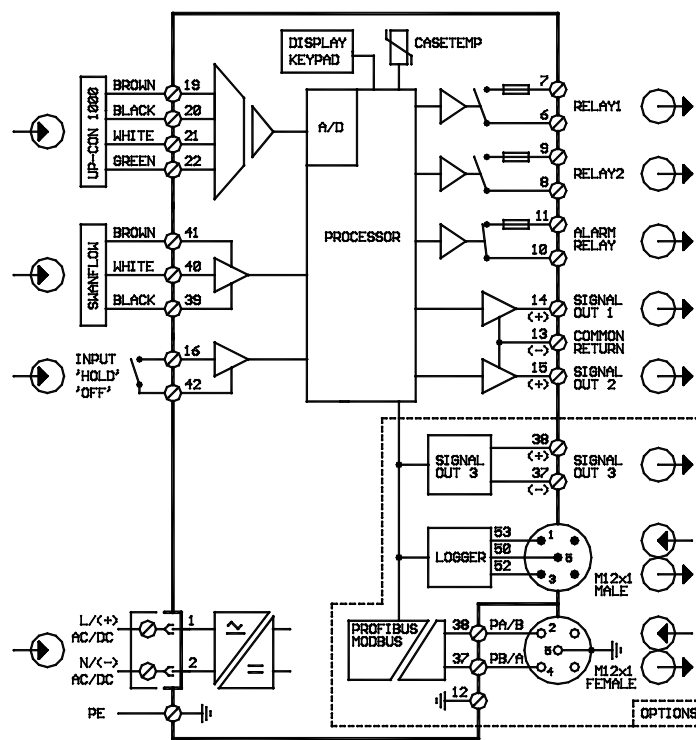 DISPLAY
KEYPAD
CASETEMP
UP-CON 1000
BROWN 19
BLACK 20
WHITE 21
GREEN 22
A/D
PROCESSOR
7
6
RELAY1
9
8
RELAY2
11
10
ALARM
RELAY
SWANFLOW
BROWN 41
WHITE 40
BLACK 39
14
(+)
SIGNAL
OUT 1
13
(-)
COMMON
RETURN
15
(+)
SIGNAL
OUT 2
INPUT
'HOLD'
'OFF'
16
42
SIGNAL
OUT 3
38
(+)
37
(-)
SIGNAL
OUT 3
LOGGER
53
50
52
1
5
3
M12x1
MALE
L/(+)
AC/DC
1
N/(-)
AC/DC
2
PE
PROFIBUS
MODBUS
38 PA/B
37 PB/A
12
2
5
4
M12x1
FEMALE
OPTIONS